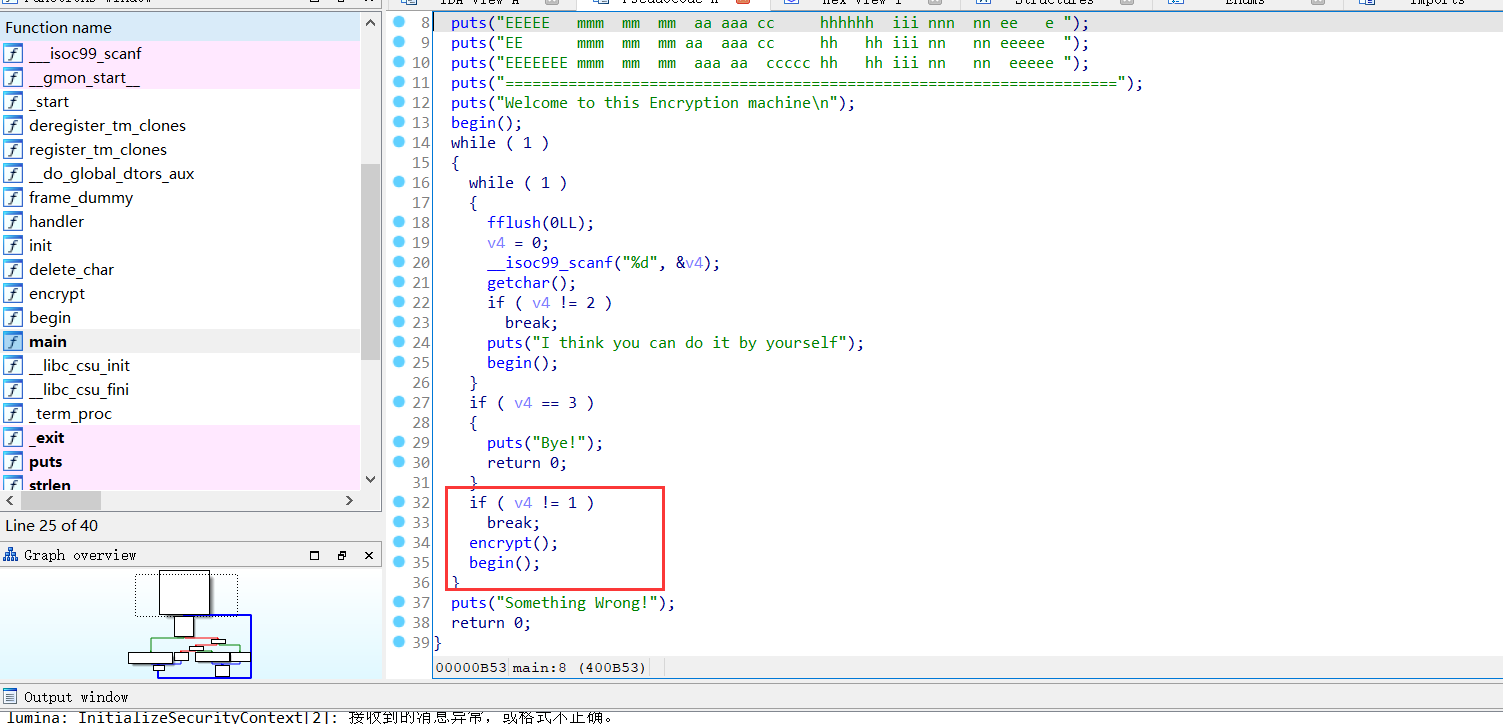 Function name
___isoc99_scanf
__gmon_start__
_start
deregister_tm_clones
register_tm_clones
__do_global_dtors_aux
frame_dummy
handler
init
delete_char
encrypt
begin
main
__libc_csu_init
__libc_csu_fini
_term_proc
_exit
puts
strlen
Line 25 of 40
Graph overview
8 puts("EEEEE   mmm  mm  mm  aa aaa cc     hhhhhh  iii nnn  nn ee   e ");
9 puts("EE      mmm  mm  mm aa  aaa cc     hh   hh iii nn   nn eeeee  ");
10 puts("EEEEEEE mmm  mm  mm  aaa aa  ccccc hh   hh iii nn   nn  eeeee ");
11 puts("====================================================================");
12 puts("Welcome to this Encryption machine\n");
13 begin();
14 while ( 1 )
15 {
16 while ( 1 )
17 {
18 fflush(0LL);
19 v4 = 0;
20 __isoc99_scanf("%d", &v4);
21 getchar();
22 if ( v4 != 2 )
23 break;
24 puts("I think you can do it by yourself");
25 begin();
26 }
27 if ( v4 == 3 )
28 {
29 puts("Bye!");
30 return 0;
31 }
32 if ( v4 != 1 )
33 break;
34 encrypt();
35 begin();
36 }
37 puts("Something Wrong!");
38 return 0;
39 }
00000B53 main:8 (400B53)
Output window
lumina: InitializeSecurityContext[2]: 接收到的消息异常，或格式不正确。